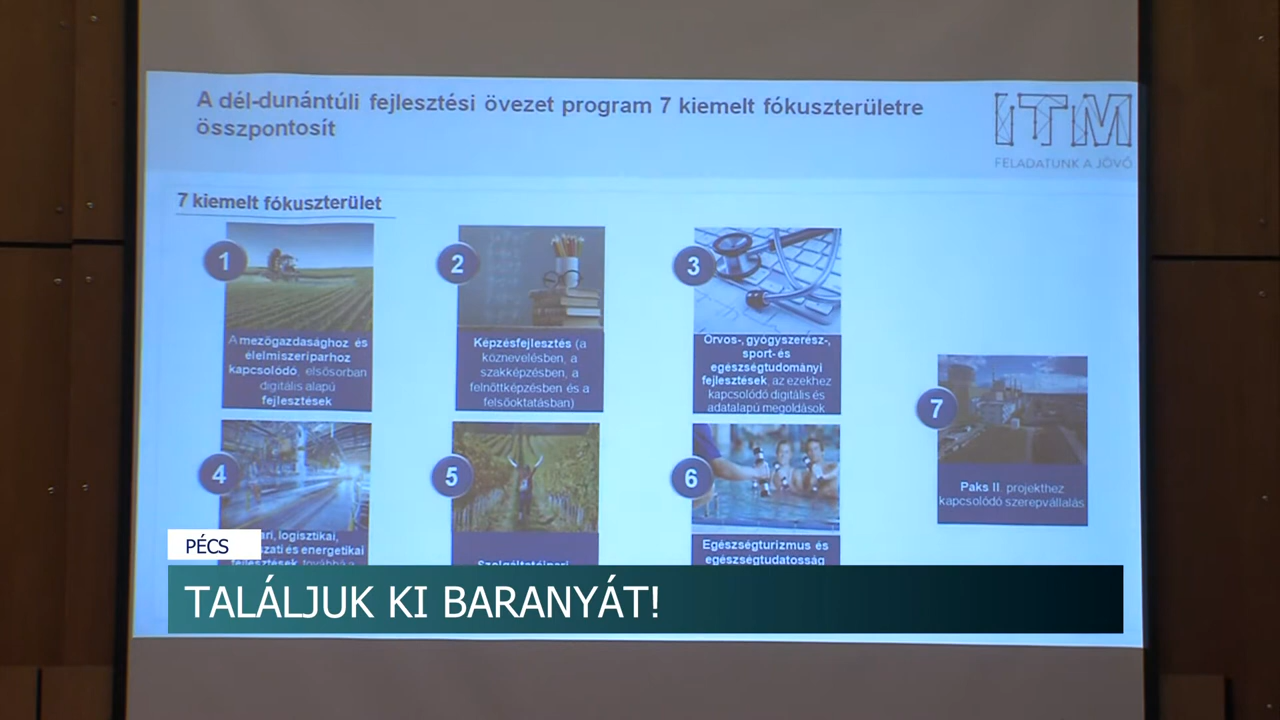 A dél-dunántúli fejlesztési övezet program 7 kiemelt fókuszterületre
összpontosít
ITM
FELADATUNK A JÖVŐ
7 kiemelt fókuszterület
1
A mezőgazdasághoz és
élelmiszeriparhoz
kapcsolódó, elsősorban
digitális alapú
fejlesztések
2
Képzésfejlesztés (a
köznevelésben, a
szakképzésben, a
felnőttképzésben és a
felsőoktatásban)
3
Orvos-, gyógyszerész-,
sport- és
egészségtudományi
fejlesztések, az ezekhez
kapcsolódó digitális és
adatalapú megoldások
4
logisztikai,
és energetikai
fejlesztések, továbbá a
5
Szolgáltatóipari
6
Egészségturizmus és
egészségtudatosság
7
Paks II. projekthez
kapcsolódó szerepvállalás
PÉCS
TALÁLJUK KI BARANYÁT!